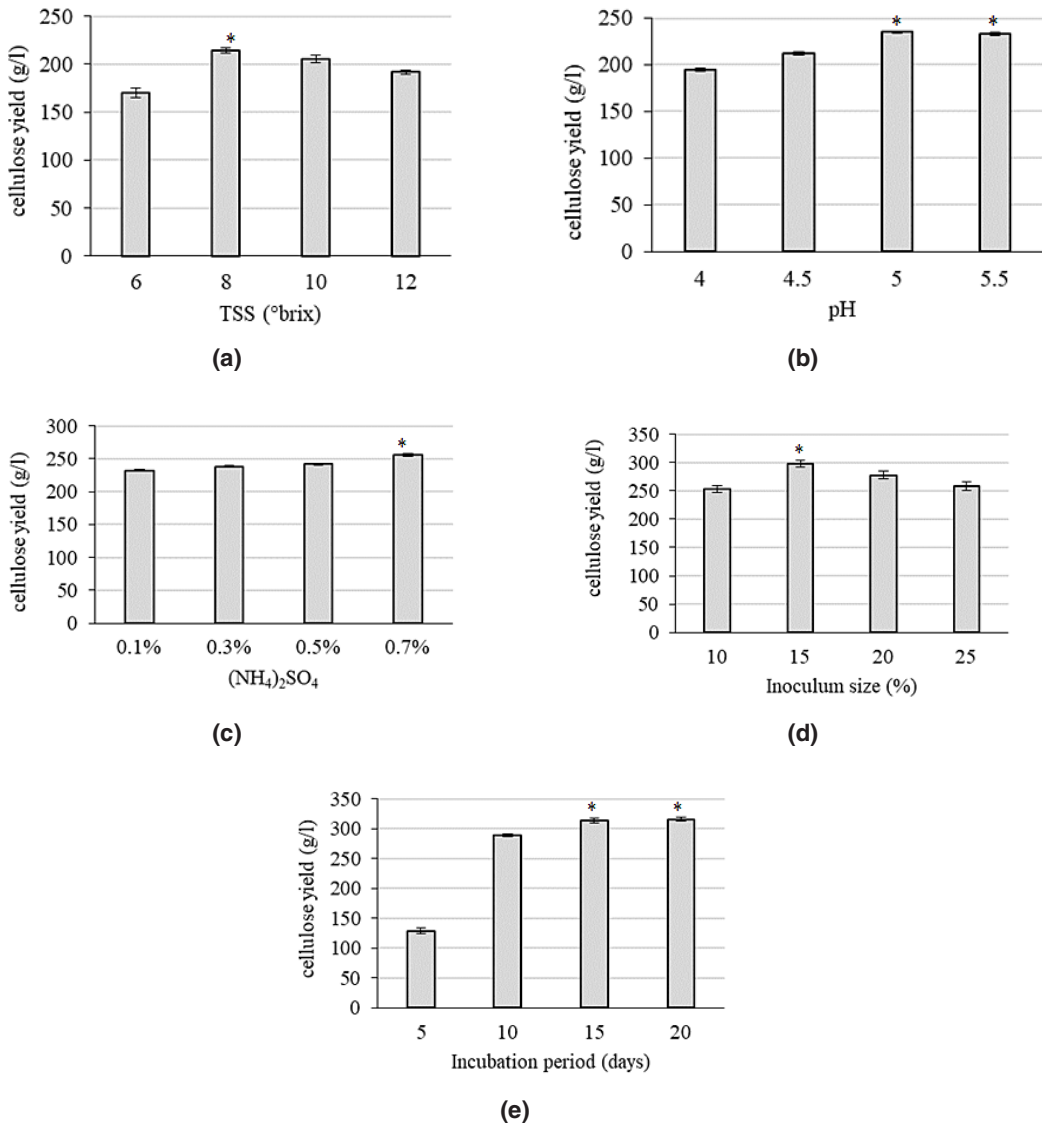 *
250
200
150
100
50
0
cellulose yield (g/l)
6 8 10 12
TSS (°brix)
(a)
* *
250
200
150
100
50
0
cellulose yield (g/l)
4 4.5 5 5.5
pH
(b)
*
300
250
200
150
100
50
0
cellulose yield (g/l)
0.1% 0.3% 0.5% 0.7%
(NH₄)₂SO₄
(c)
*
350
300
250
200
150
100
50
0
cellulose yield (g/l)
10 15 20 25
Inoculum size (%)
(d)
* *
350
300
250
200
150
100
50
0
cellulose yield (g/l)
5 10 15 20
Incubation period (days)
(e)